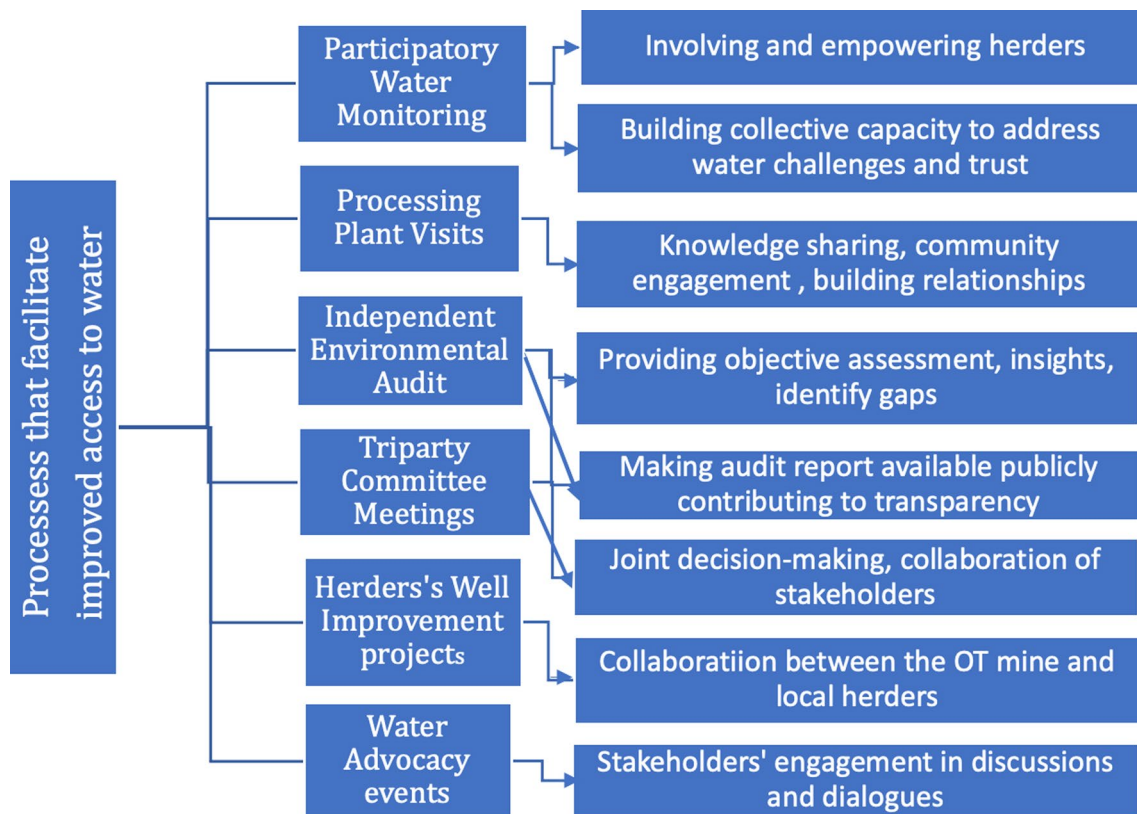 Processess that facilitate
improved access to water
Participatory
Water
Monitoring
Involving and empowering herders
Building collective capacity to address
water challenges and trust
Processing
Plant Visits
Knowledge sharing, community
engagement , building relationships
Independent
Environmental
Audit
Providing objective assessment, insights,
identify gaps
Making audit report available publicly
contributing to transparency
Triparty
Committee
Meetings
Joint decision-making, collaboration of
stakeholders
Herders's Well
Improvement
projects
Collaboratiion between the OT mine and
local herders
Water
Advocacy
events
Stakeholders' engagement in discussions
and dialogues